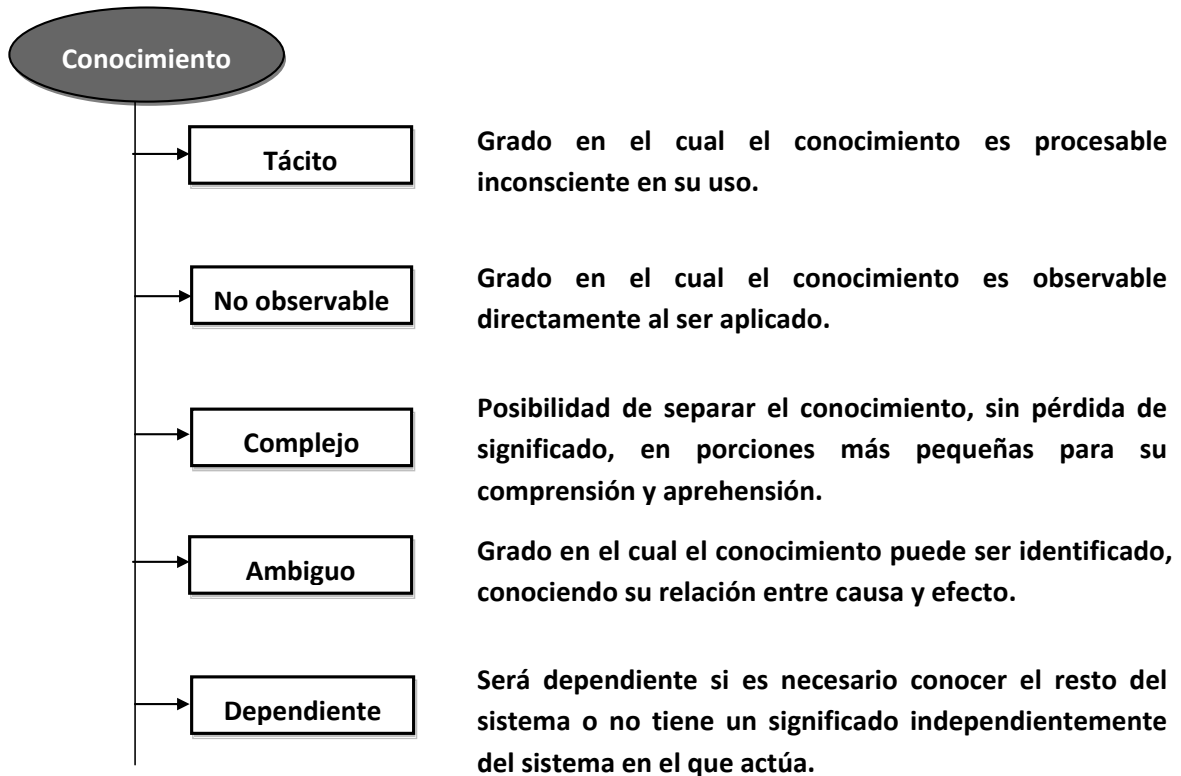 Conocimiento
Tácito
Grado en el cual el conocimiento es procesable
inconsciente en su uso.
No observable
Grado en el cual el conocimiento es observable
directamente al ser aplicado.
Complejo
Posibilidad de separar el conocimiento, sin pérdida de
significado, en porciones más pequeñas para su
comprensión y aprehensión.
Ambiguo
Grado en el cual el conocimiento puede ser identificado,
conociendo su relación entre causa y efecto.
Dependiente
Será dependiente si es necesario conocer el resto del
sistema o no tiene un significado independientemente
del sistema en el que actúa.